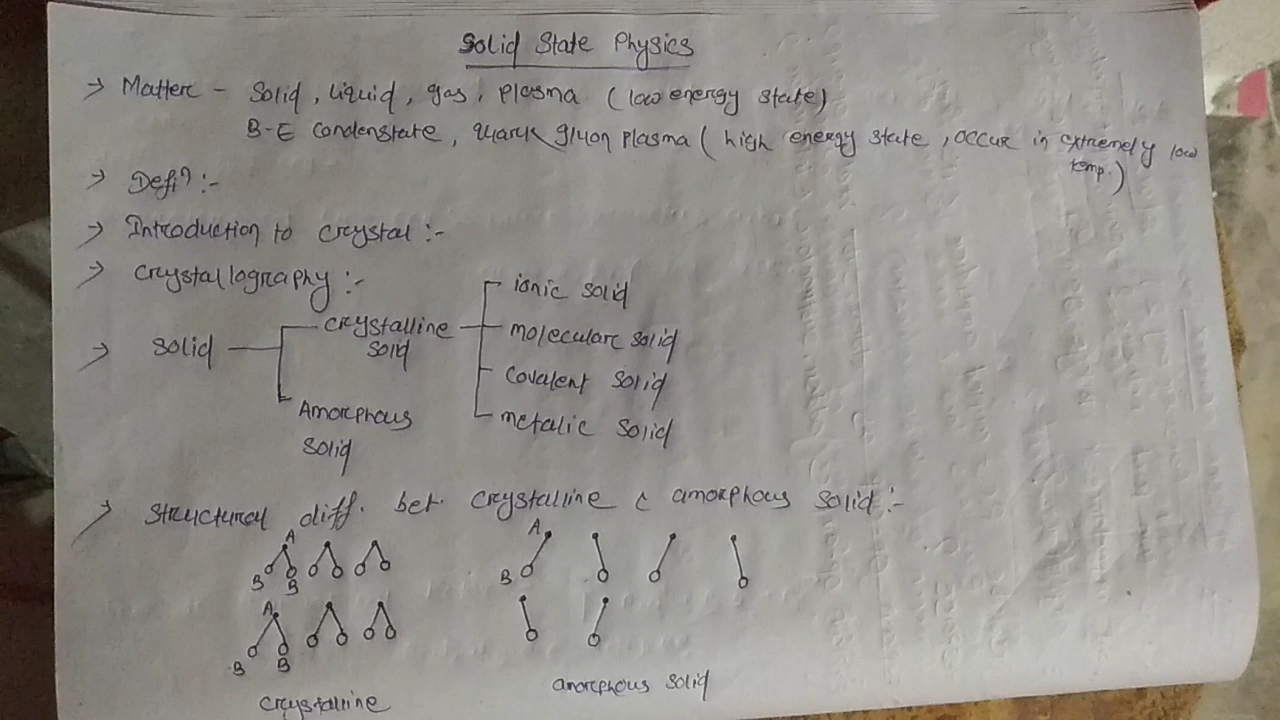 Solid State Physics
→ Matter - Solid, liquid, gas, plasma (low energy state)
B-E condenstate, quark gluon plasma (high energy state, occur in extremely low temp.)
→ Defiⁿ :-
→ Introduction to crystal :-
→ crystallography :-
→ solid
crystalline solid
ionic solid
molecular solid
covalent solid
metalic solid
Amorphous solid
→ structural diff. bet. crystalline & amorphous solid :-
A A
B B B
A
B B
crystalline
amorphous solid